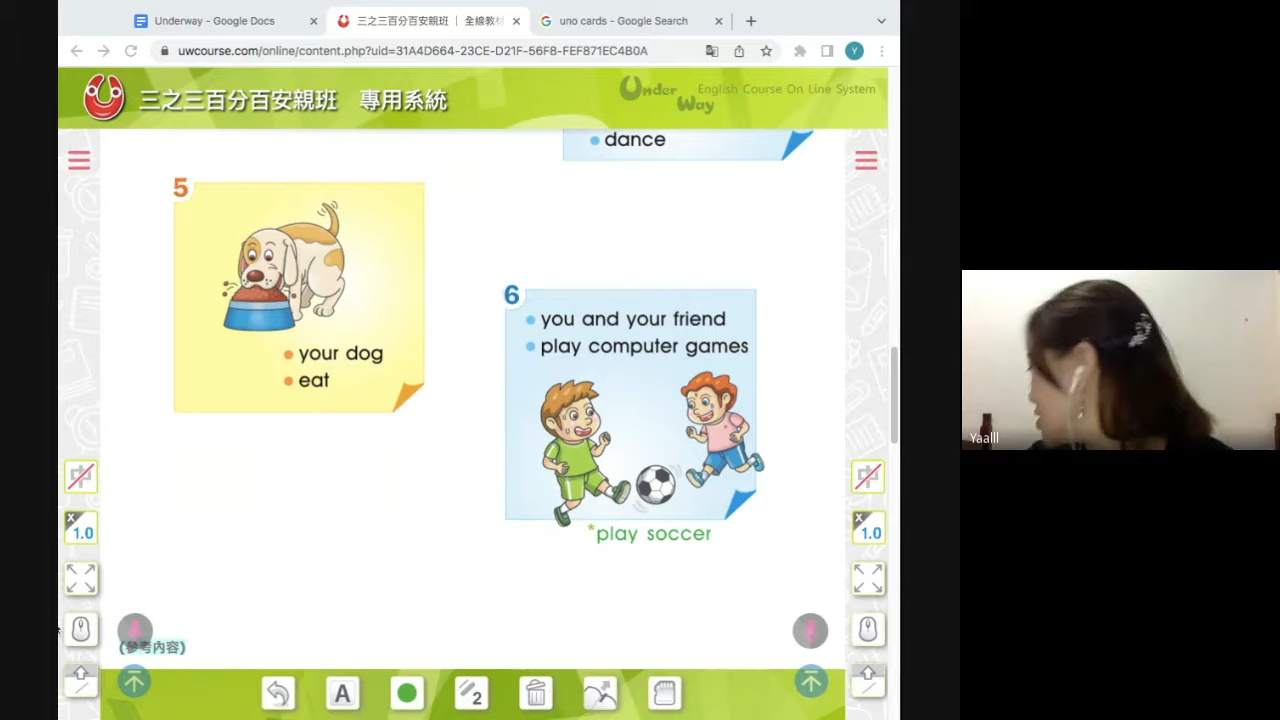 Underway - Google Docs
三之三百分百安親班 | 全線教材
uno cards - Google Search
uwcourse.com/online/content.php?uid=31A4D664-23CE-D21F-56F8-FEF871EC4B0A
Y
三之三百分百安親班 專用系統
Under Way
English Course On Line System
dance
5
your dog
eat
6
you and your friend
play computer games
*play soccer
中
中
x 1.0
x 1.0
(參考內容)
A
2
Yaalll